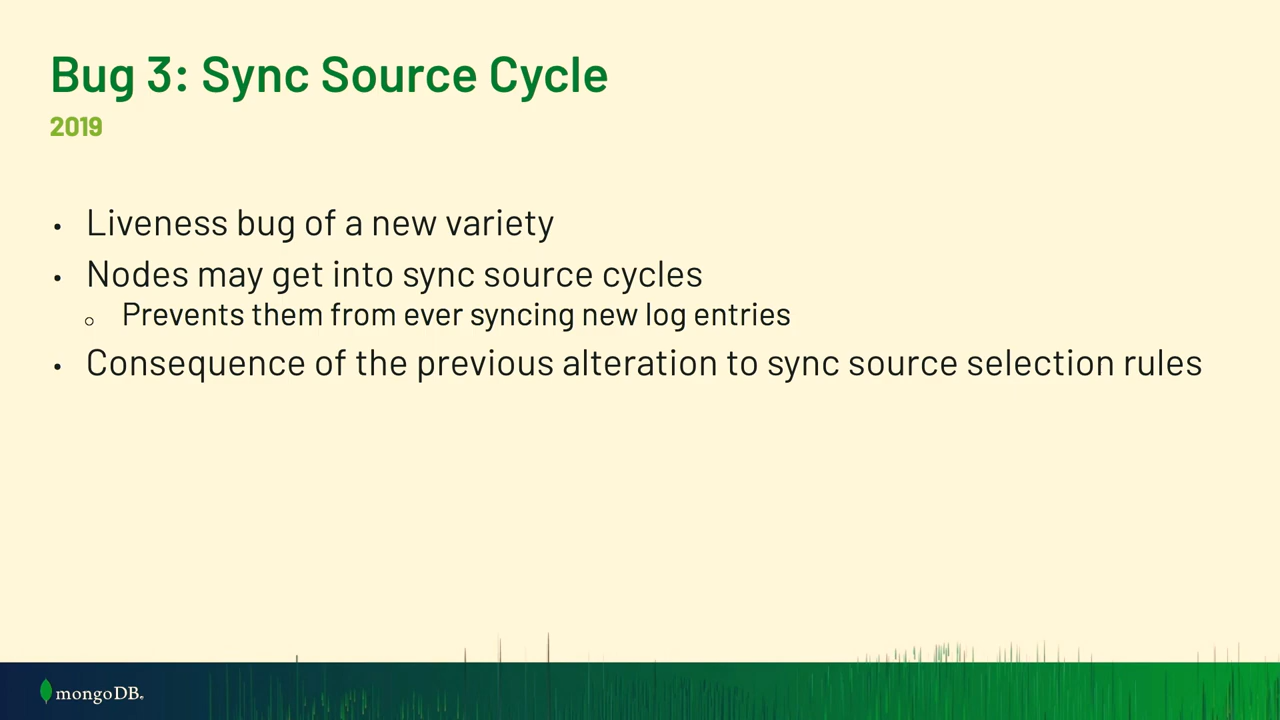 Bug 3: Sync Source Cycle
2019
• Liveness bug of a new variety
• Nodes may get into sync source cycles
○ Prevents them from ever syncing new log entries
• Consequence of the previous alteration to sync source selection rules
mongoDB®